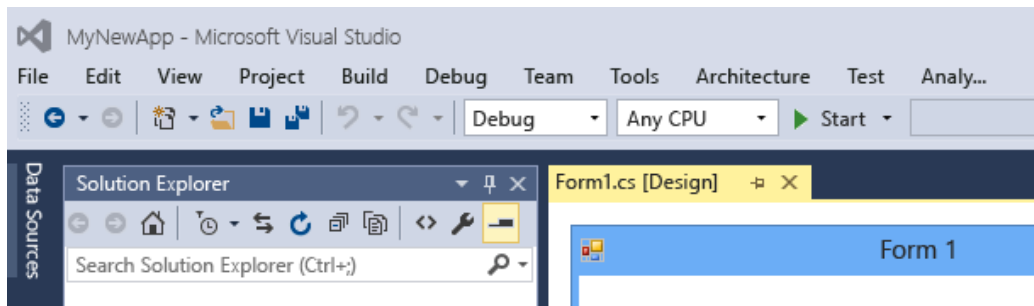 MyNewApp - Microsoft Visual Studio
File Edit View Project Build Debug Team Tools Architecture Test Analy...
Debug Any CPU Start
Data Sources
Solution Explorer
Form1.cs [Design]
Search Solution Explorer (Ctrl+;)
Form 1